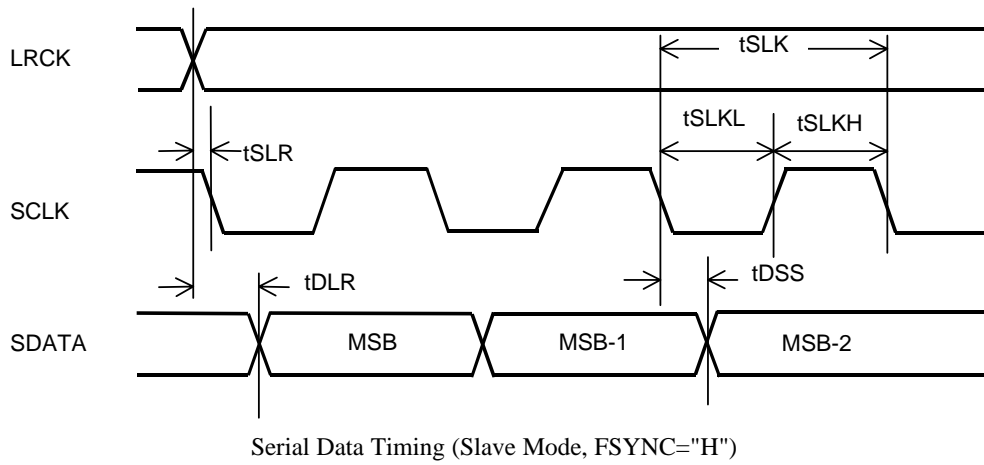 LRCK
tSLK
tSLKL
tSLKH
tSLR
SCLK
tDLR
tDSS
SDATA
MSB
MSB-1
MSB-2
Serial Data Timing (Slave Mode, FSYNC="H")